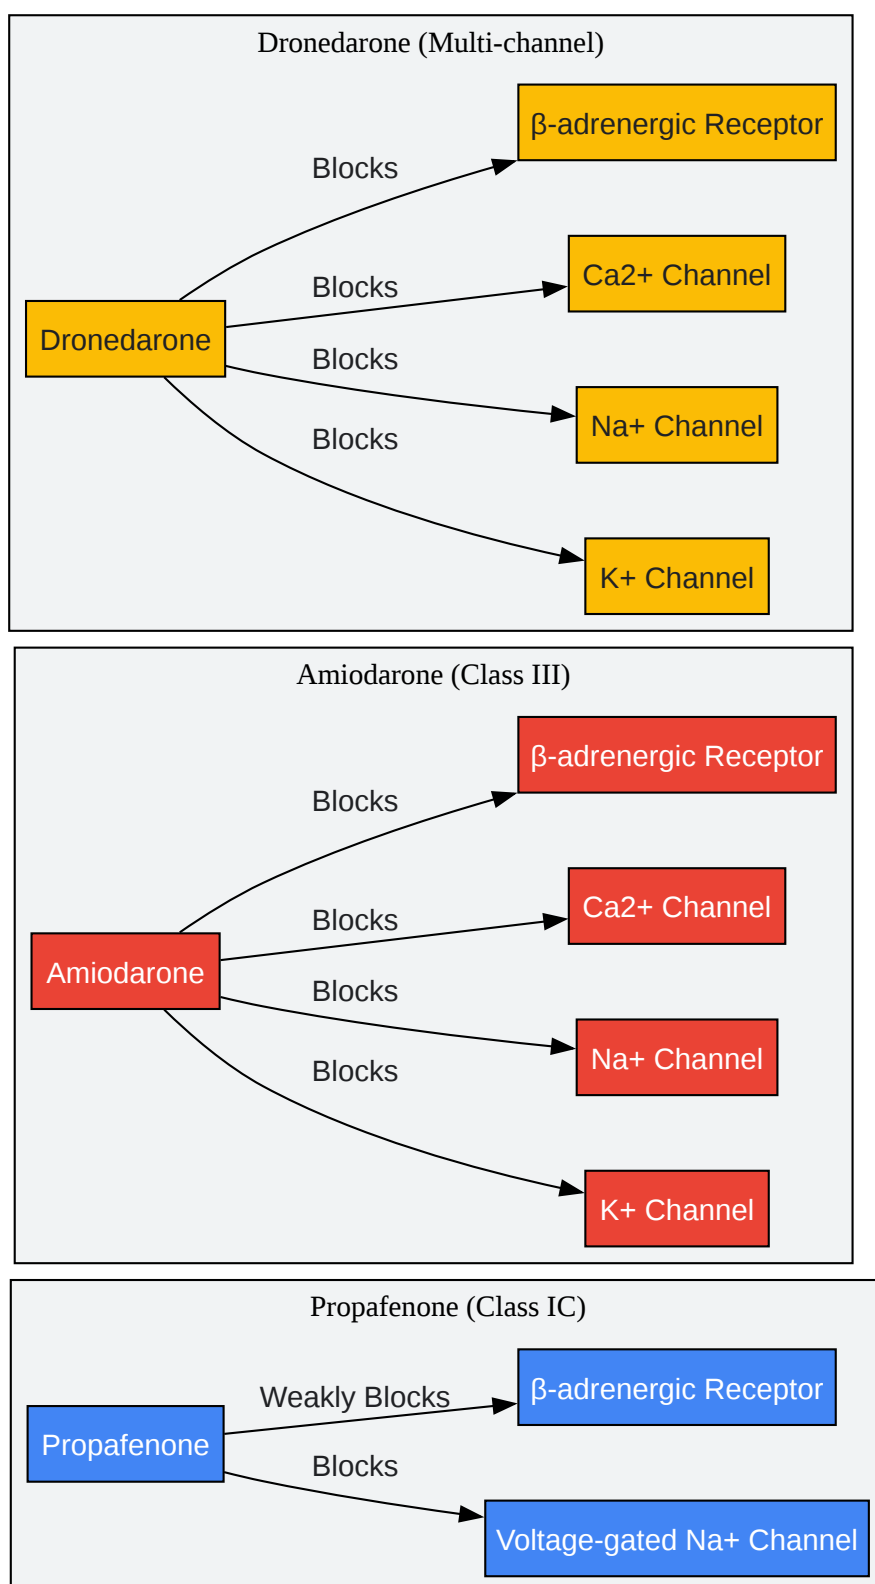 Dronedarone (Multi-channel)
β-adrenergic Receptor
Blocks
Ca2+ Channel
Blocks
Dronedarone
Blocks
Na+ Channel
Blocks
K+ Channel
Amiodarone (Class III)
β-adrenergic Receptor
Blocks
Ca2+ Channel
Blocks
Amiodarone
Blocks
Na+ Channel
Blocks
K+ Channel
Propafenone (Class IC)
β-adrenergic Receptor
Weakly Blocks
Propafenone
Blocks
Voltage-gated Na+ Channel